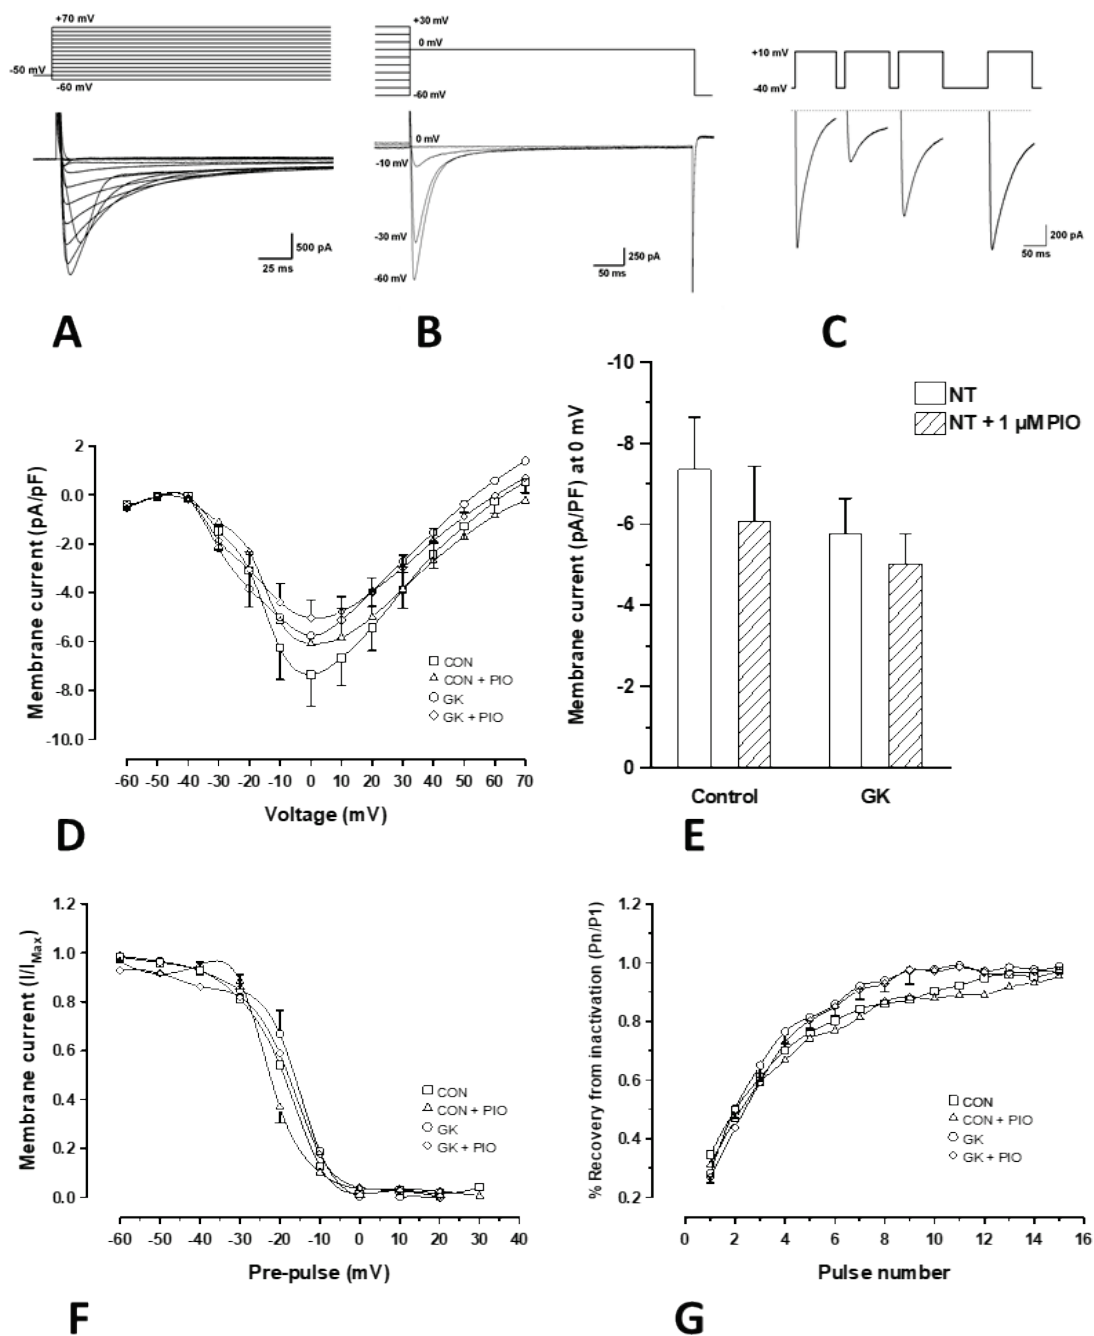 +70 mV
-50 mV
-60 mV
500 pA
25 ms
A
+30 mV
0 mV
-60 mV
0 mV
-10 mV
-30 mV
-60 mV
250 pA
50 ms
B
+10 mV
-40 mV
200 pA
50 ms
C
Membrane current (pA/pF)
2
0.0
-2.0
-4.0
-6.0
-8.0
-10.0
CON
CON + PIO
GK
GK + PIO
-60 -50 -40 -30 -20 -10 0 10 20 30 40 50 60 70
Voltage (mV)
D
Membrane current (pA/PF) at 0 mV
-10
-8
-6
-4
-2
0
NT
NT + 1 µM PIO
Control GK
E
Membrane current (I/IMax)
1.2
1.0
0.8
0.6
0.4
0.2
0.0
CON
CON + PIO
GK
GK + PIO
-60 -50 -40 -30 -20 -10 0 10 20 30 40
Pre-pulse (mV)
F
% Recovery from inactivation (Pn/P1)
1.2
1.0
0.8
0.6
0.4
0.2
CON
CON + PIO
GK
GK + PIO
0 2 4 6 8 10 12 14 16
Pulse number
G